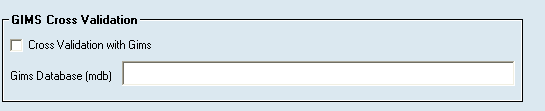 GIMS Cross Validation
Cross Validation with Gims
Gims Database (mdb)